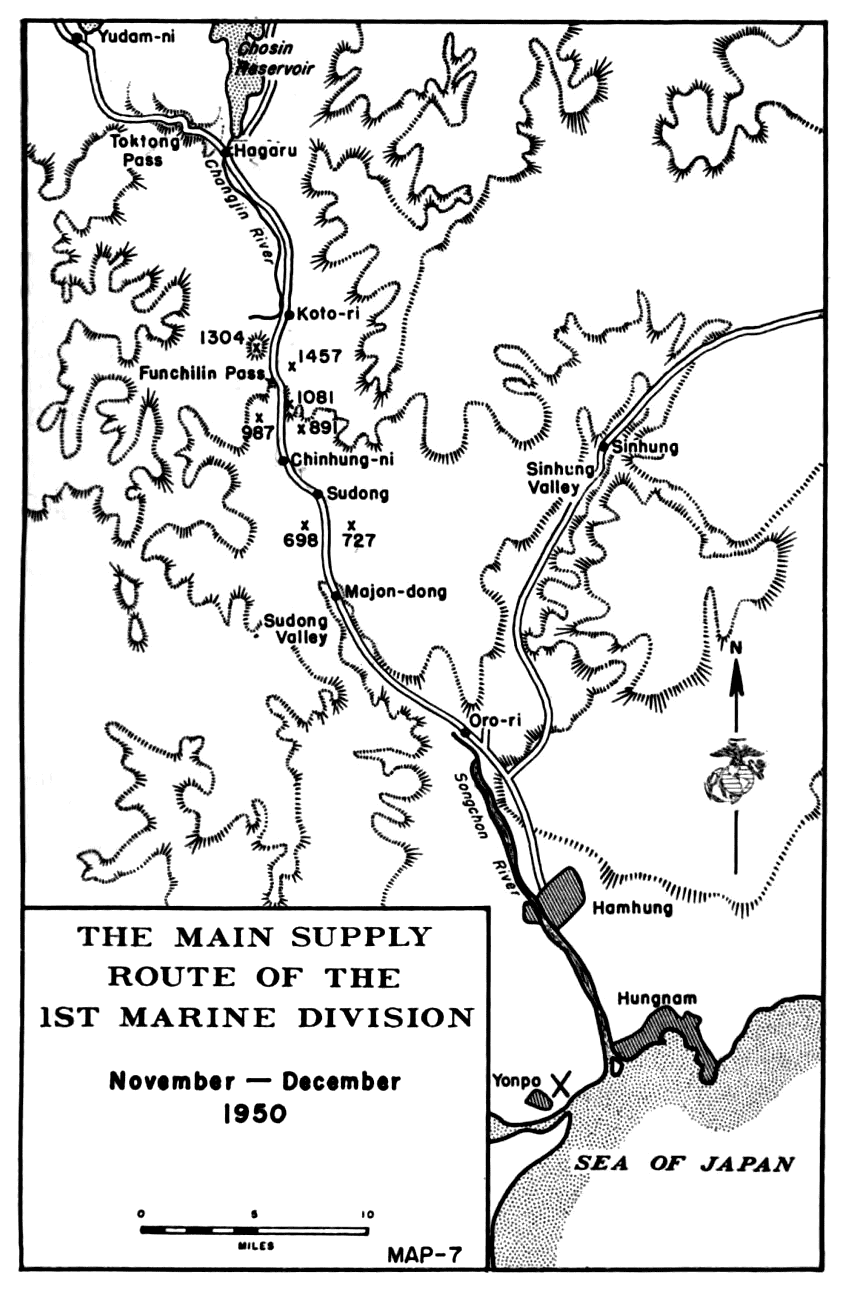 Yudam-ni
Chosin
Reservoir
Toktong
Pass
Hagaru
Changjin River
Koto-ri
1304
1457
Funchilin Pass
1081
987
891
Chinhung-ni
Sudong
698
727
Sinhung
Sinhung
Valley
Majon-dong
Sudong
Valley
N
Oro-ri
Songchon River
Hamhung
Hungnam
Yonpo
SEA OF JAPAN
THE MAIN SUPPLY
ROUTE OF THE
1ST MARINE DIVISION
November — December
1950
0 5 10
MILES
MAP-7